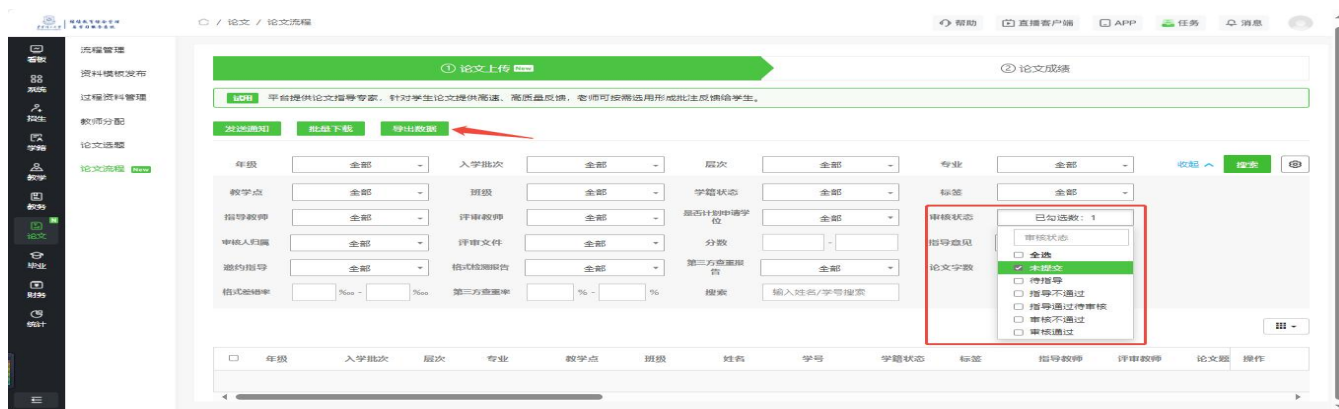 / 论文 / 论文流程
帮助 直播客户端 APP 任务 消息
看板
系统
招生
学籍
教学
教务
论文
毕业
财务
统计
流程管理
资料模板发布
过程资料管理
教师分配
论文选题
论文流程 New
① 论文上传 New ② 论文成绩
平台提供论文指导专家，针对学生论文提供高速、高质量反馈，老师可按需选用形成批注反馈给学生。
发送通知 批量下载 导出数据
年级 全部 入学批次 全部 层次 全部 专业 全部 收起 搜索
教学点 全部 班级 全部 学籍状态 全部 标签 全部
指导教师 全部 评审教师 全部 是否计划申请学位 全部 审核状态 已勾选数：1
审核人归属 全部 评审文件 全部 分数 - 指导意见
邀约指导 全部 格式检测报告 全部 第三方查重报告 全部 论文字数
格式差错率 ‱ - ‱ 第三方查重率 % - % 搜索 输入姓名/学号搜索
审核状态
全选
未提交
待指导
指导不通过
指导通过待审核
审核不通过
审核通过
年级 入学批次 层次 专业 教学点 班级 姓名 学号 学籍状态 标签 指导教师 评审教师 论文题 操作